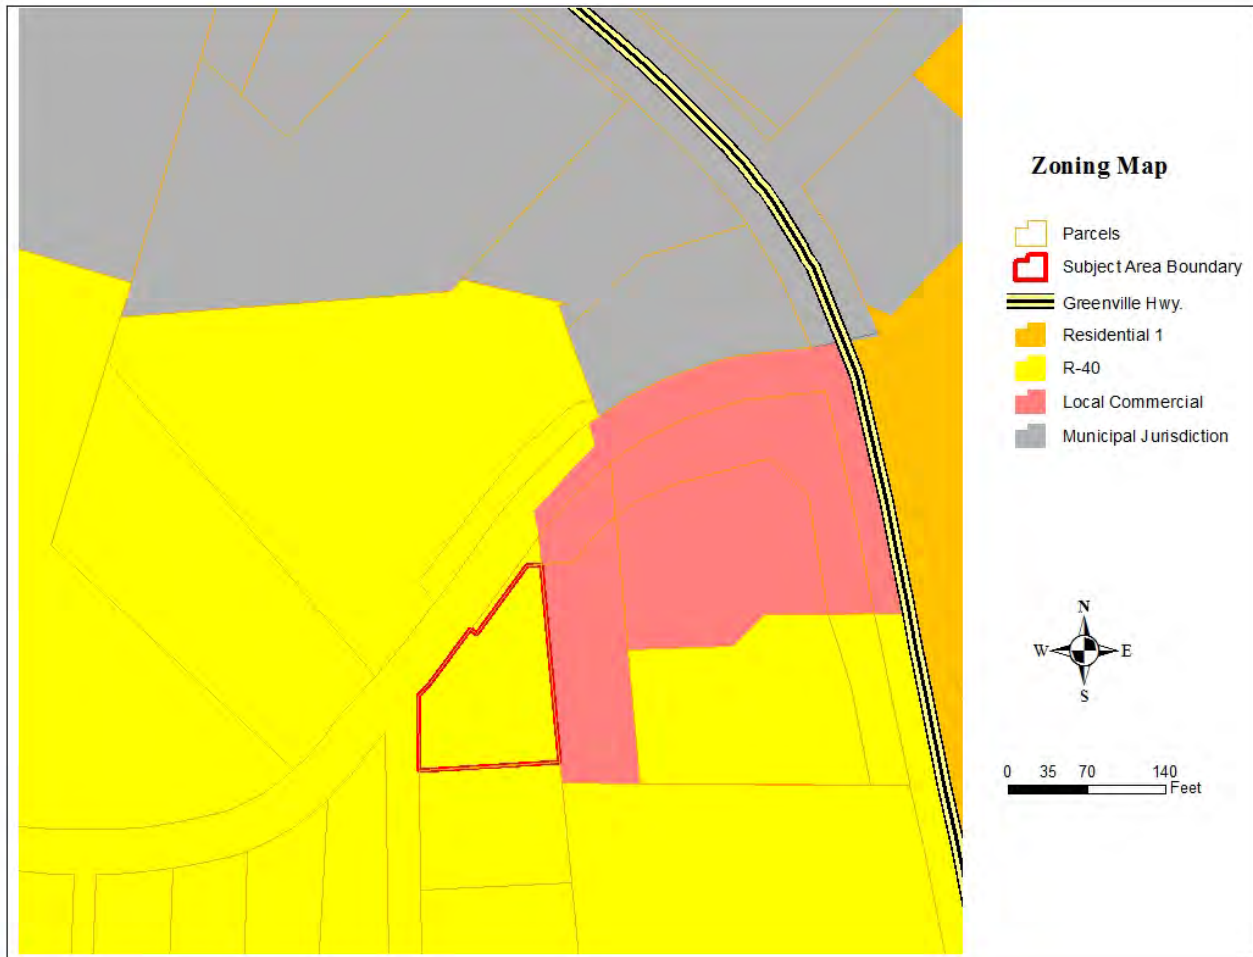 Zoning Map
Parcels
Subject Area Boundary
Greenville Hwy.
Residential 1
R-40
Local Commercial
Municipal Jurisdiction
N
W E
S
0 35 70 140
Feet